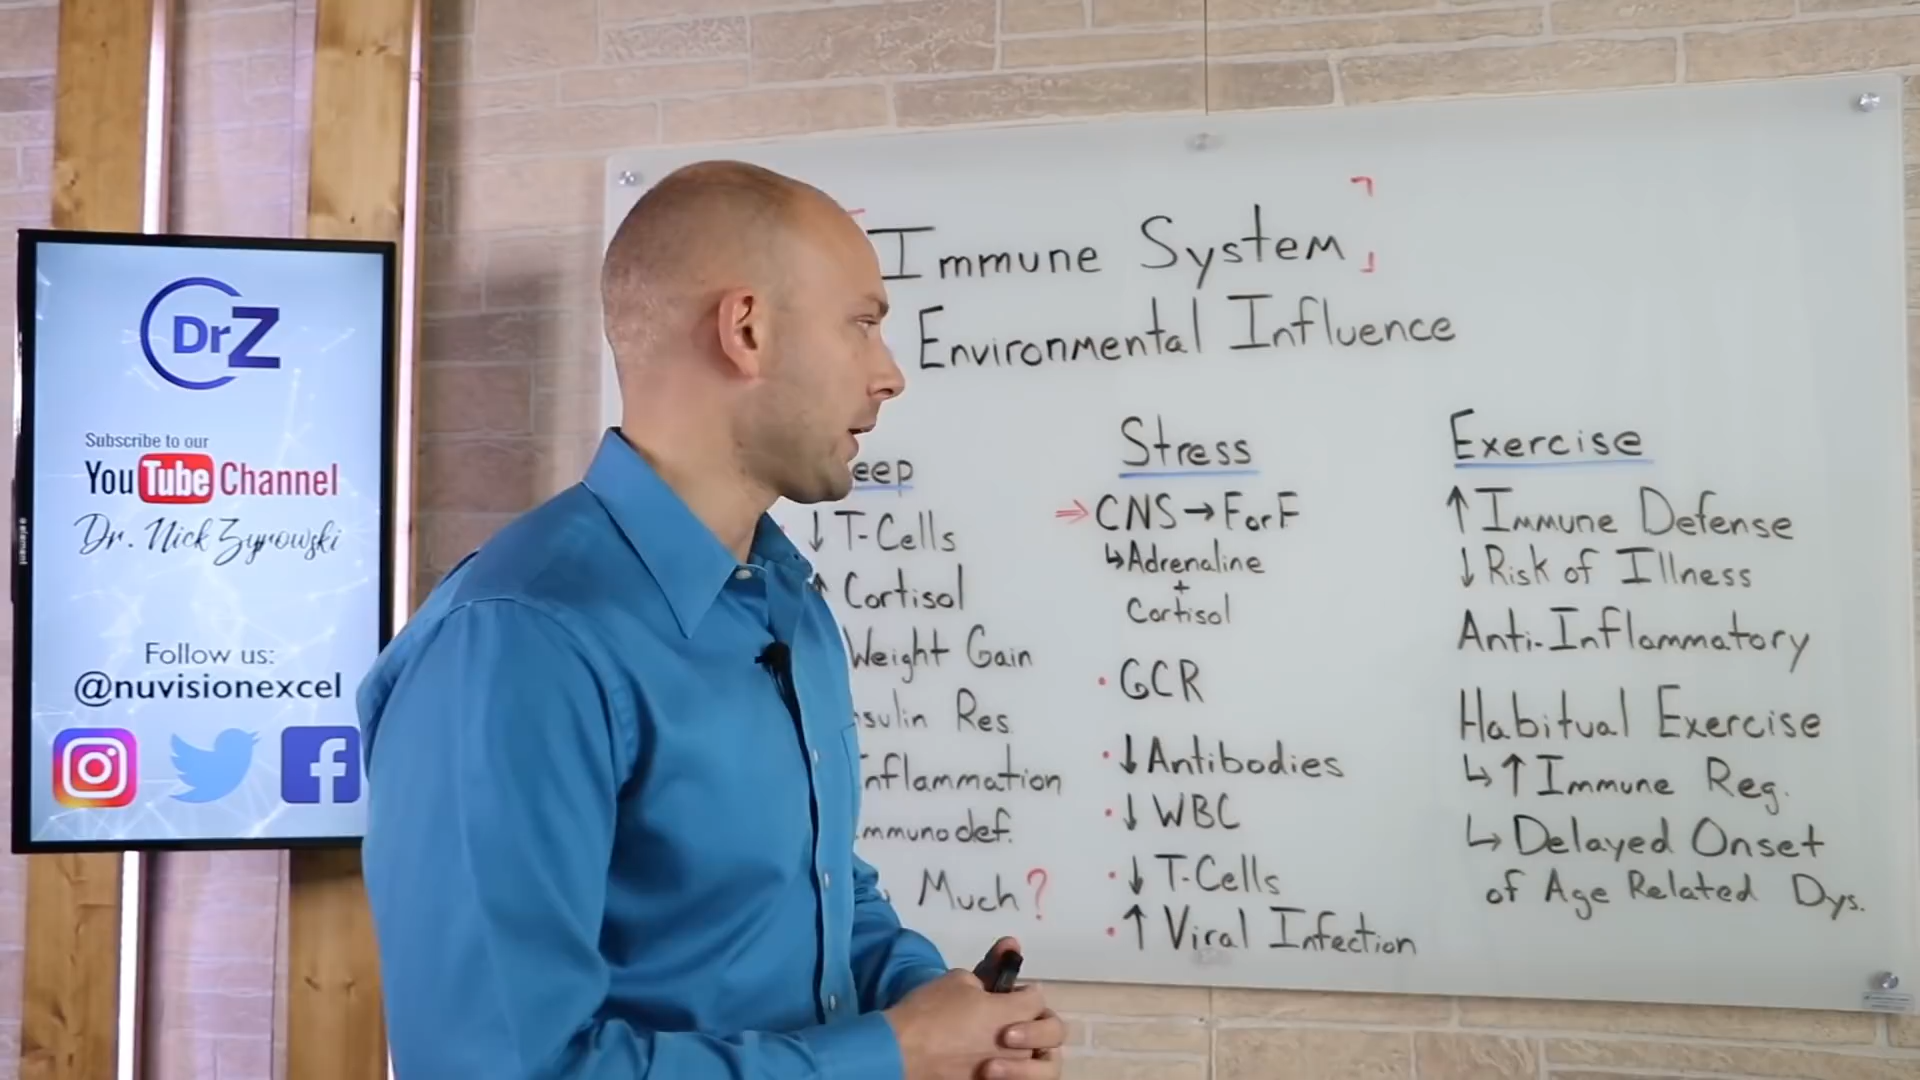 DrZ
Subscribe to our
YouTube Channel
Dr. Nick Zyrowski
Follow us:
@nuvisionexcel
Immune System
Environmental Influence
eep
↓ T-Cells
↑ Cortisol
Weight Gain
sulin Res.
nflammation
mmunodef.
Much?
Stress
⇒ CNS → ForF
↳ Adrenaline
+
Cortisol
• GCR
• ↓ Antibodies
• ↓ WBC
• ↓ T-Cells
• ↑ Viral Infection
Exercise
↑ Immune Defense
↓ Risk of Illness
Anti-Inflammatory
Habitual Exercise
↳ ↑ Immune Reg.
↳ Delayed Onset
of Age Related Dys.